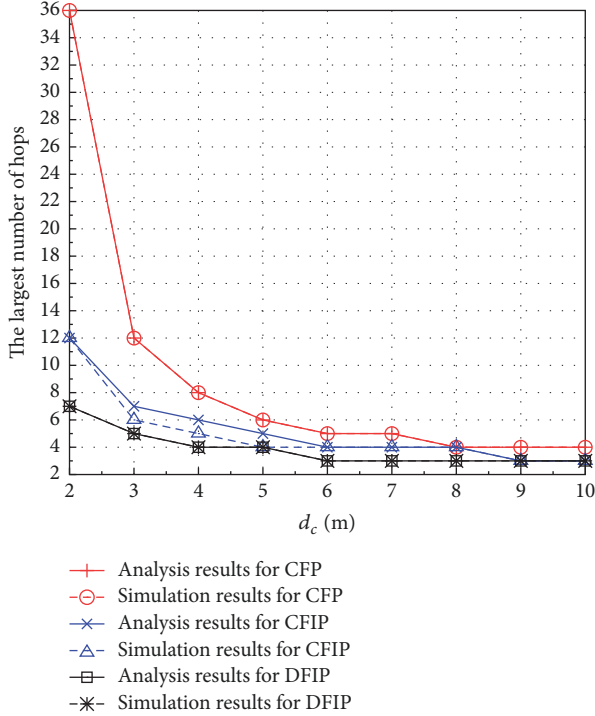 36
34
32
30
28
26
24
22
20
18
16
14
12
10
8
6
4
2
The largest number of hops
2 3 4 5 6 7 8 9 10
d_c (m)
Analysis results for CFP
Simulation results for CFP
Analysis results for CFIP
Simulation results for CFIP
Analysis results for DFIP
Simulation results for DFIP